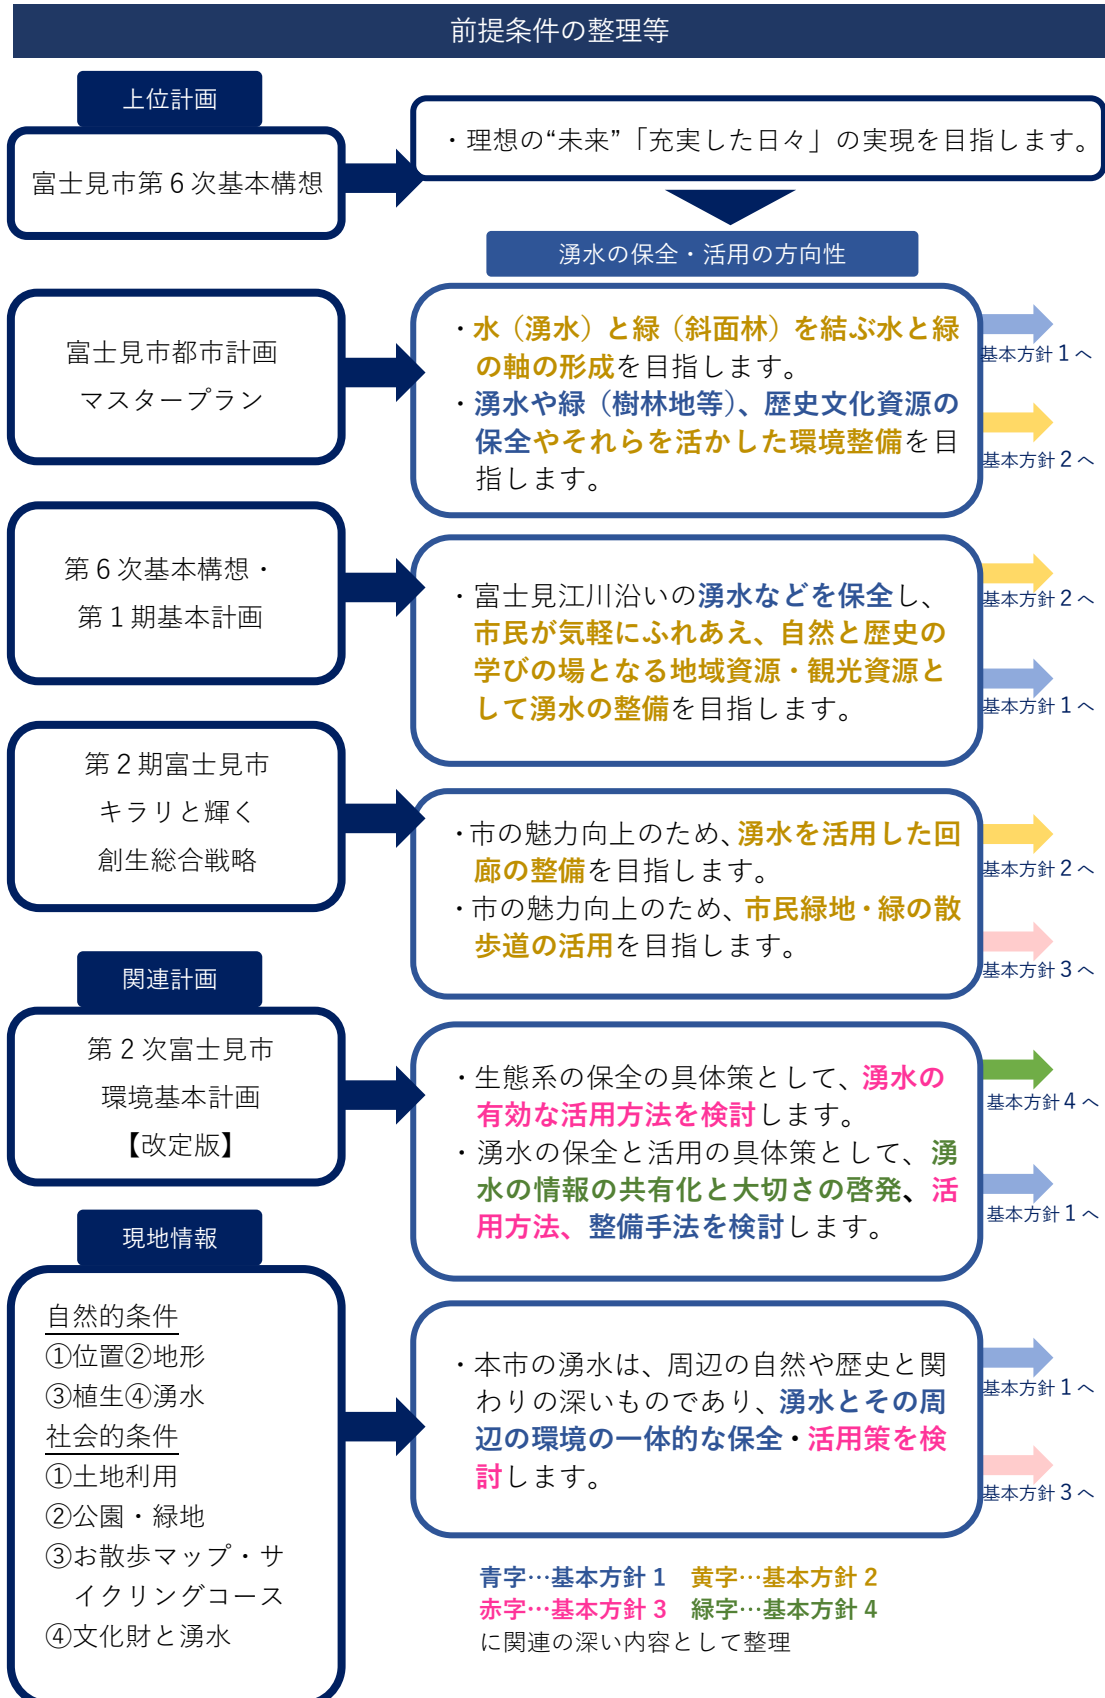 前提条件の整理等
上位計画
富士見市第６次基本構想
・理想の“未来”「充実した日々」の実現を目指します。
湧水の保全・活用の方向性
富士見市都市計画
マスタープラン
・水（湧水）と緑（斜面林）を結ぶ水と緑
の軸の形成を目指します。
・湧水や緑（樹林地等）、歴史文化資源の
保全やそれらを活かした環境整備を目
指します。
基本方針１へ
基本方針２へ
第６次基本構想・
第１期基本計画
・富士見江川沿いの湧水などを保全し、
市民が気軽にふれあえ、自然と歴史の
学びの場となる地域資源・観光資源と
して湧水の整備を目指します。
基本方針２へ
基本方針１へ
第２期富士見市
キラリと輝く
創生総合戦略
・市の魅力向上のため、湧水を活用した回
廊の整備を目指します。
・市の魅力向上のため、市民緑地・緑の散
歩道の活用を目指します。
基本方針２へ
基本方針３へ
関連計画
第２次富士見市
環境基本計画
【改定版】
・生態系の保全の具体策として、湧水の
有効な活用方法を検討します。
・湧水の保全と活用の具体策として、湧
水の情報の共有化と大切さの啓発、活
用方法、整備手法を検討します。
基本方針４へ
基本方針１へ
現地情報
自然的条件
①位置②地形
③植生④湧水
社会的条件
①土地利用
②公園・緑地
③お散歩マップ・サ
イクリングコース
④文化財と湧水
・本市の湧水は、周辺の自然や歴史と関
わりの深いものであり、湧水とその周
辺の環境の一体的な保全・活用策を検
討します。
基本方針１へ
基本方針３へ
青字…基本方針１　黄字…基本方針２
赤字…基本方針３　緑字…基本方針４
に関連の深い内容として整理